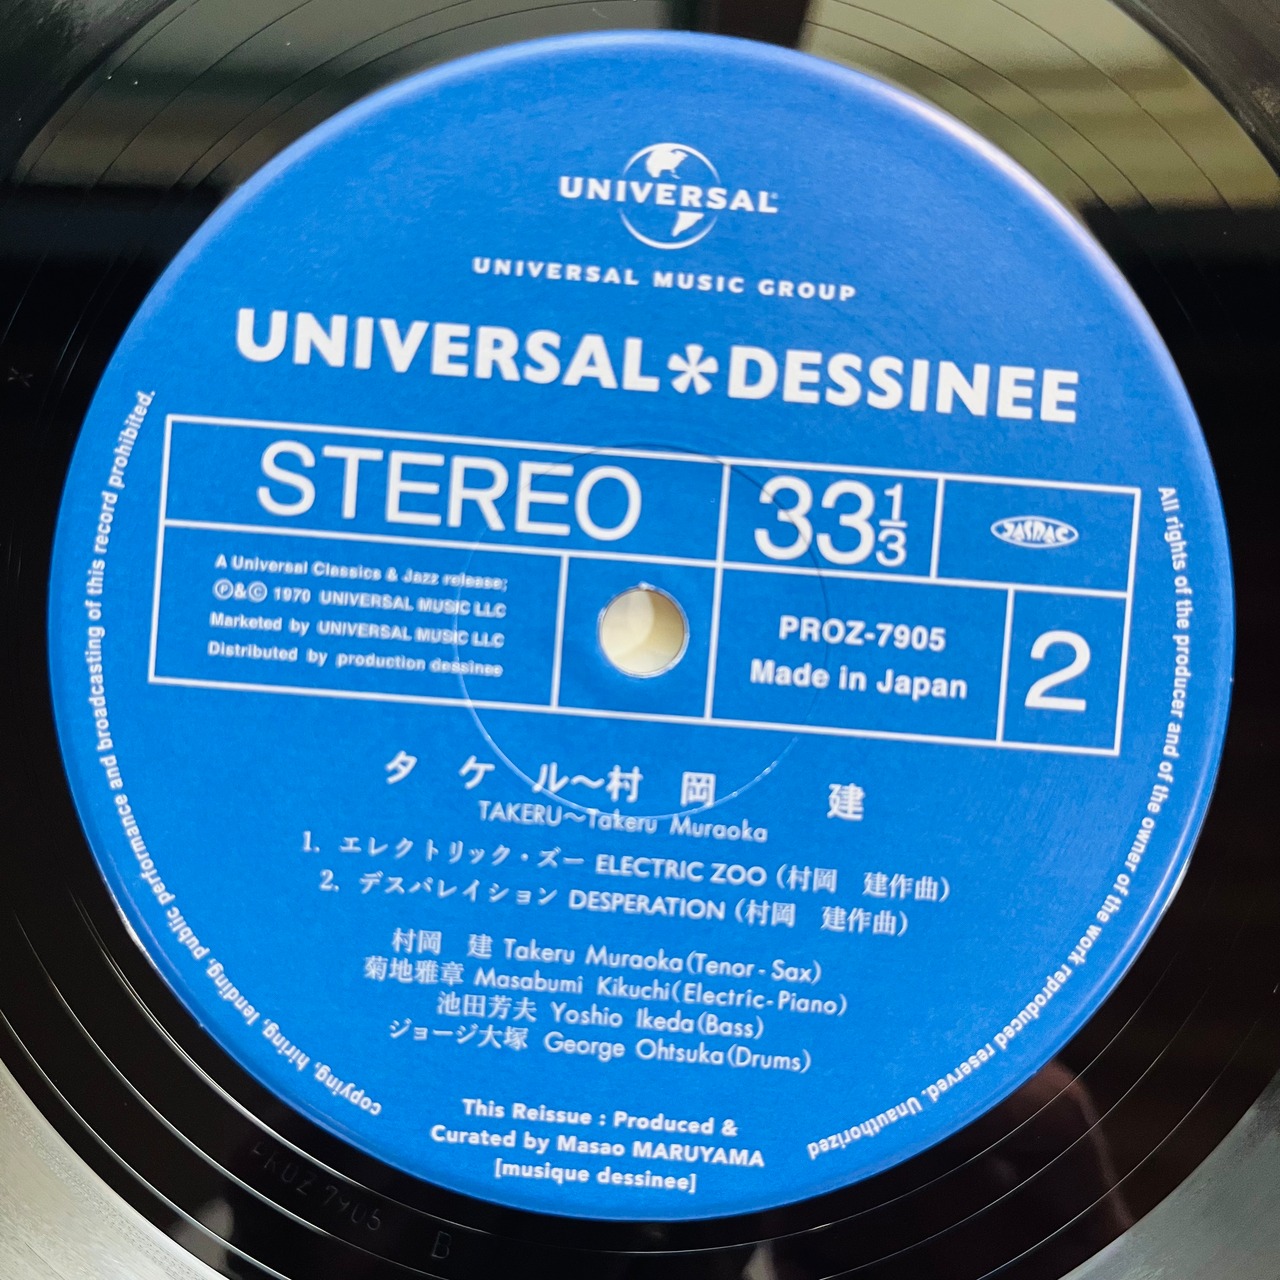 UNIVERSAL
UNIVERSAL MUSIC GROUP
UNIVERSAL*DESSINEE
STEREO
33 1/3
JASRAC
A Universal Classics & Jazz release;
Ⓟ&© 1970 UNIVERSAL MUSIC LLC
Marketed by UNIVERSAL MUSIC LLC
Distributed by production dessinee
PROZ-7905
Made in Japan
2
タケル〜村岡 建
TAKERU〜Takeru Muraoka
1. エレクトリック・ズー ELECTRIC ZOO (村岡 建作曲)
2. デスパレイション DESPERATION (村岡 建作曲)
村岡 建 Takeru Muraoka(Tenor-Sax)
菊地雅章 Masabumi Kikuchi(Electric-Piano)
池田芳夫 Yoshio Ikeda(Bass)
ジョージ大塚 George Ohtsuka(Drums)
This Reissue : Produced &
Curated by Masao MARUYAMA
[musique dessinee]
All rights of the producer and of the owner of the work reproduced reserved. Unauthorized
copying, hiring, lending, public performance and broadcasting of this record prohibited.
PROZ 7905 B